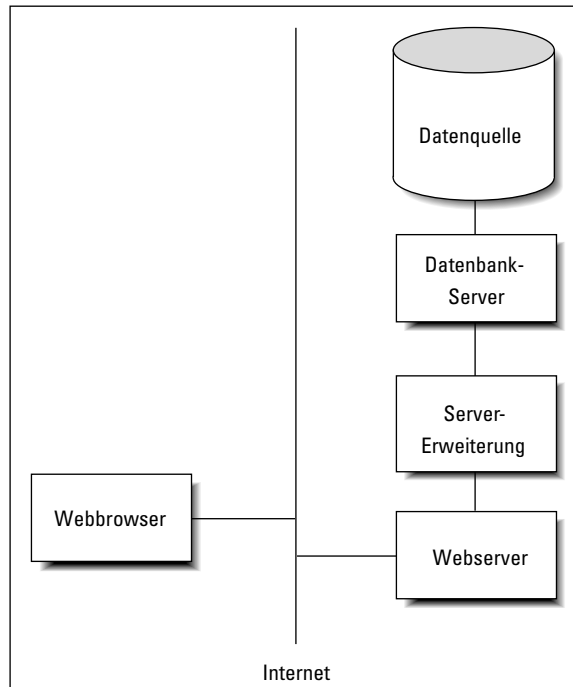 Datenquelle
Datenbank-
Server
Server-
Erweiterung
Webbrowser
Webserver
Internet